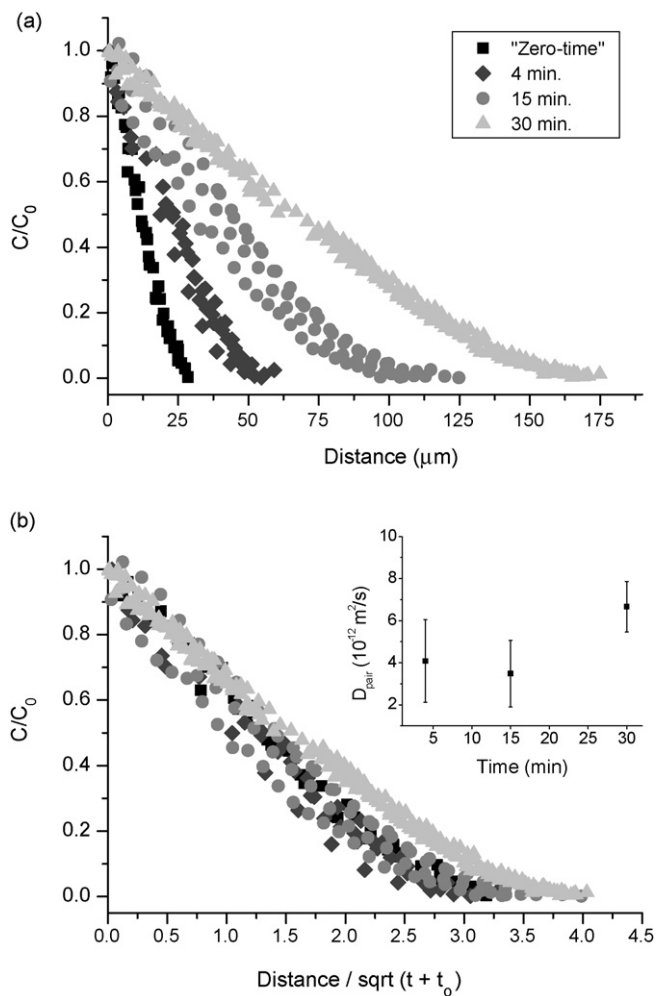 (a)
1.0
0.8
0.6
0.4
0.2
0.0
C/C0
"Zero-time"
4 min.
15 min.
30 min.
0 25 50 75 100 125 150 175
Distance (μm)
(b)
1.0
0.8
0.6
0.4
0.2
0.0
C/C0
10
8
6
4
2
Dpair (10-12 m2/s)
5 10 15 20 25 30
Time (min)
0.0 0.5 1.0 1.5 2.0 2.5 3.0 3.5 4.0 4.5
Distance / sqrt (t + to)